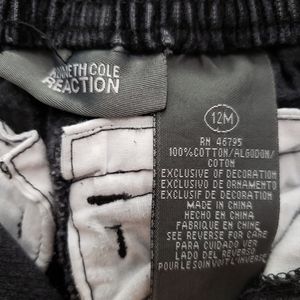 KENNETH COLE
REACTION
12M
RN 46795
100%COTTON/ALGODON/
COTON
EXCLUSIVE OF DECORATION
EXCLUSIVO DE ORNAMENTO
EXCLUSIF DE DECORATION
MADE IN CHINA
HECHO EN CHINA
FABRIQUE EN CHINE
SEE REVERSE FOR CARE
PARA CUIDADO VER
LADO DEL REVERSO
POUR LE SOIN VOIT L'INVERSE